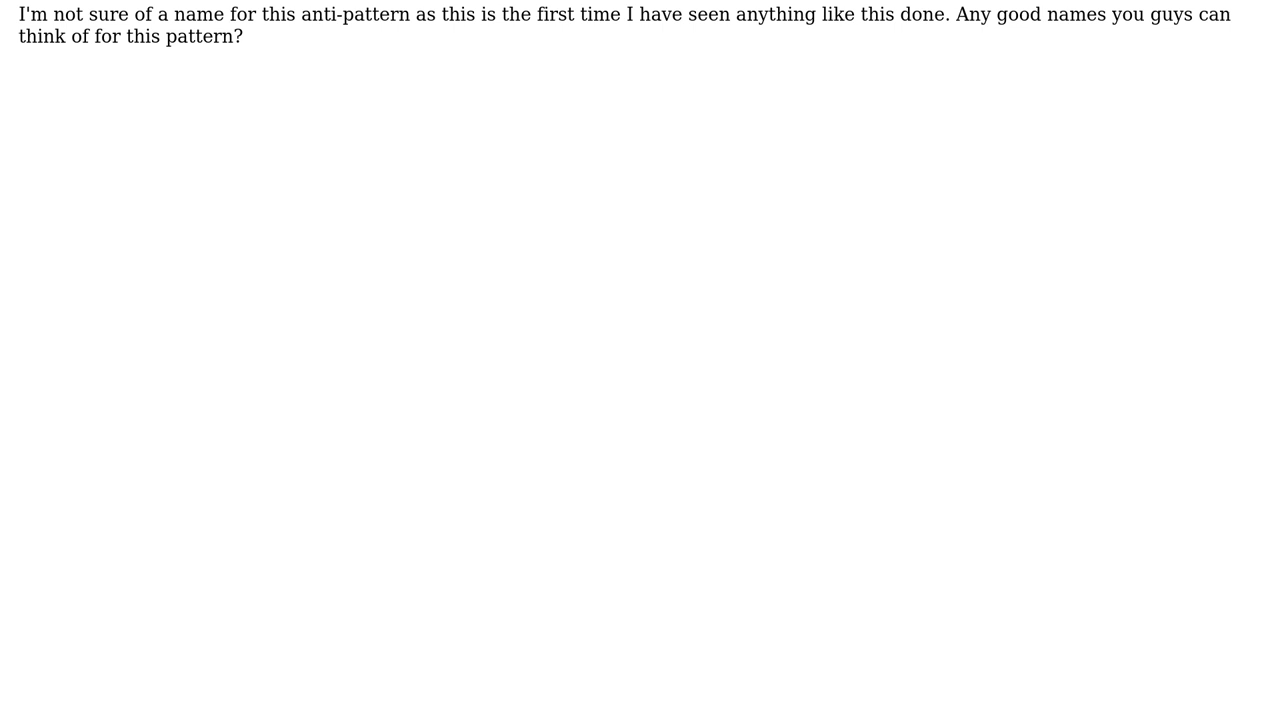 I'm not sure of a name for this anti-pattern as this is the first time I have seen anything like this done. Any good names you guys can
think of for this pattern?